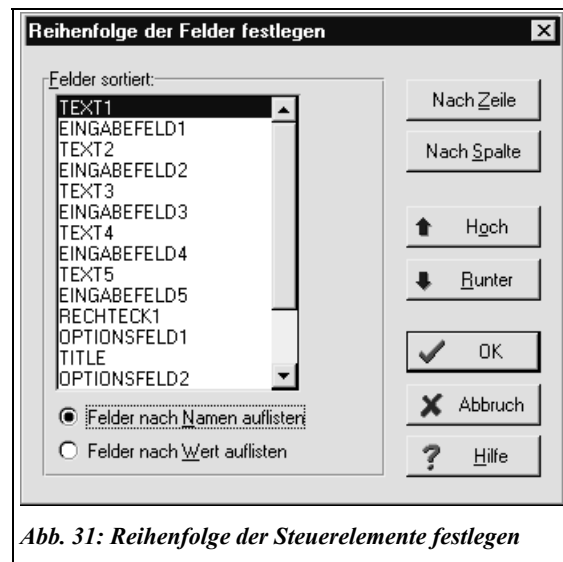 Reihenfolge der Felder festlegen
Felder sortiert:
TEXT1
EINGABEFELD1
TEXT2
EINGABEFELD2
TEXT3
EINGABEFELD3
TEXT4
EINGABEFELD4
TEXT5
EINGABEFELD5
RECHTECK1
OPTIONSFELD1
TITLE
OPTIONSFELD2
Felder nach Namen auflisten
Felder nach Wert auflisten
Nach Zeile
Nach Spalte
Hoch
Runter
OK
Abbruch
Hilfe
Abb. 31: Reihenfolge der Steuerelemente festlegen